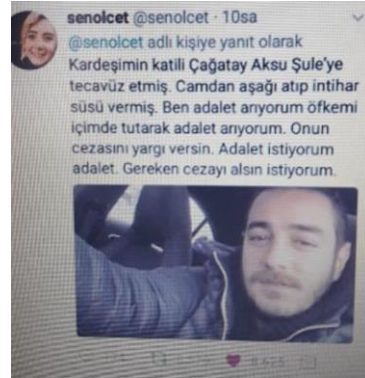 senolcet @senolcet · 10sa
@senolcet adlı kişiye yanıt olarak
Kardeşimin katili Çağatay Aksu Şule'ye
tecavüz etmiş. Camdan aşağı atıp intihar
süsü vermiş. Ben adalet arıyorum öfkemi
içimde tutarak adalet arıyorum. Onun
cezasını yargı versin. Adalet istiyorum
adalet. Gereken cezayı alsın istiyorum.